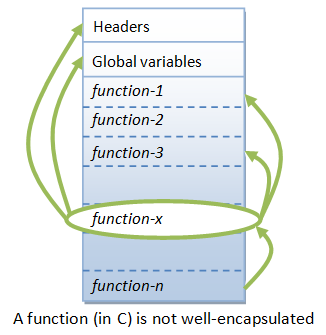 Headers
Global variables
function-1
function-2
function-3
function-x
function-n
A function (in C) is not well-encapsulated